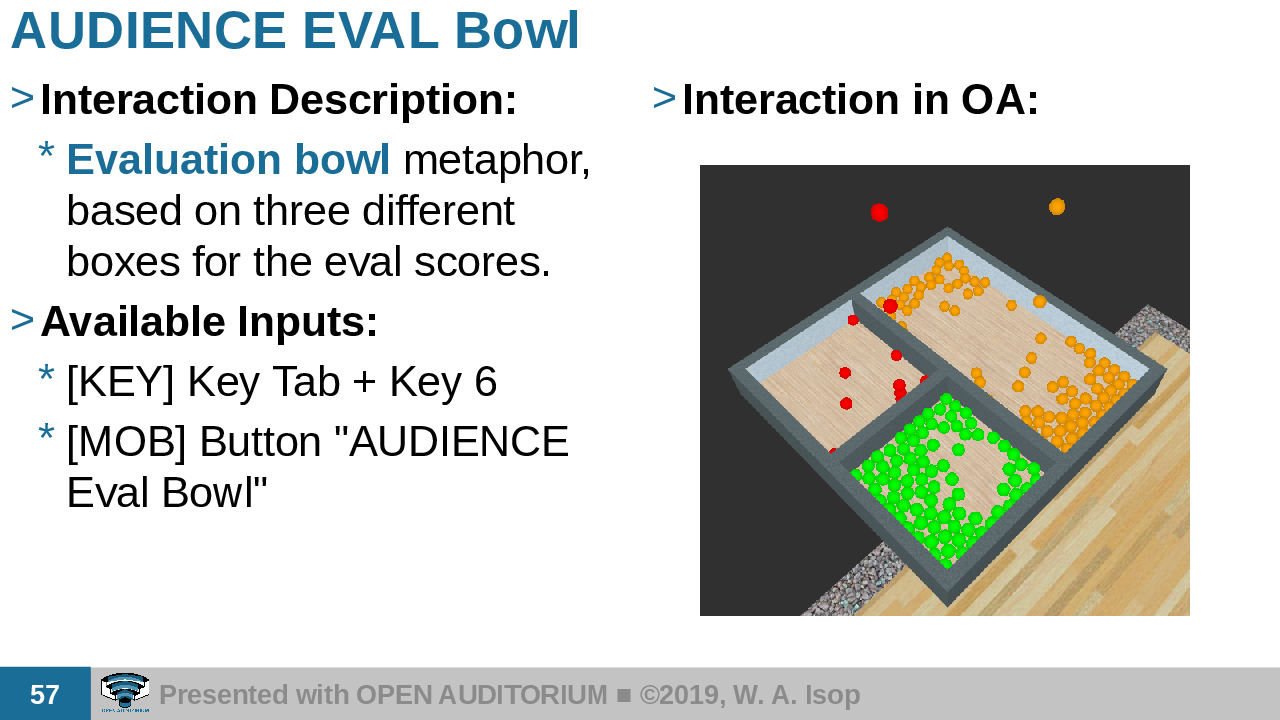 AUDIENCE EVAL Bowl
> Interaction Description:
* Evaluation bowl metaphor,
based on three different
boxes for the eval scores.
> Available Inputs:
* [KEY] Key Tab + Key 6
* [MOB] Button "AUDIENCE
Eval Bowl"
> Interaction in OA:
57
OPEN AUDITORIUM
Presented with OPEN AUDITORIUM ■ ©2019, W. A. Isop